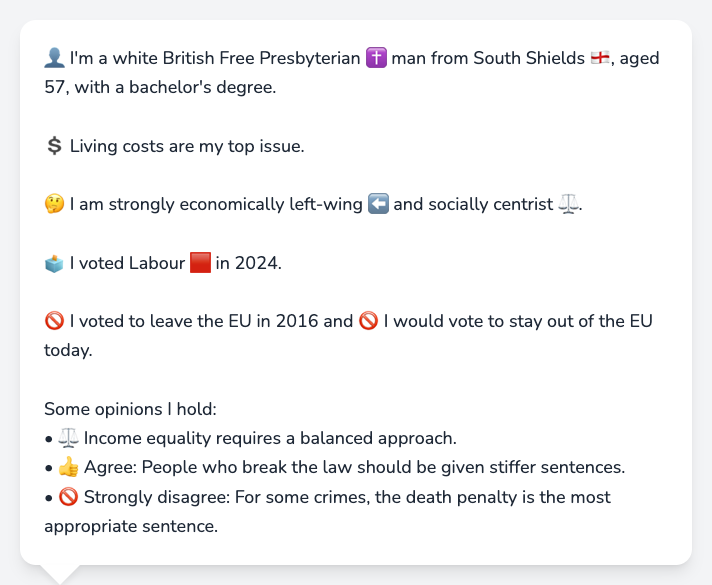 👤 I'm a white British Free Presbyterian ✝️ man from South Shields 🏴󠁧󠁢󠁥󠁮󠁧󠁿, aged
57, with a bachelor's degree.
💲 Living costs are my top issue.
🤔 I am strongly economically left-wing ⬅️ and socially centrist ⚖️.
🗳️ I voted Labour 🟥 in 2024.
🚫 I voted to leave the EU in 2016 and 🚫 I would vote to stay out of the EU
today.
Some opinions I hold:
• ⚖️ Income equality requires a balanced approach.
• 👍 Agree: People who break the law should be given stiffer sentences.
• 🚫 Strongly disagree: For some crimes, the death penalty is the most
appropriate sentence.